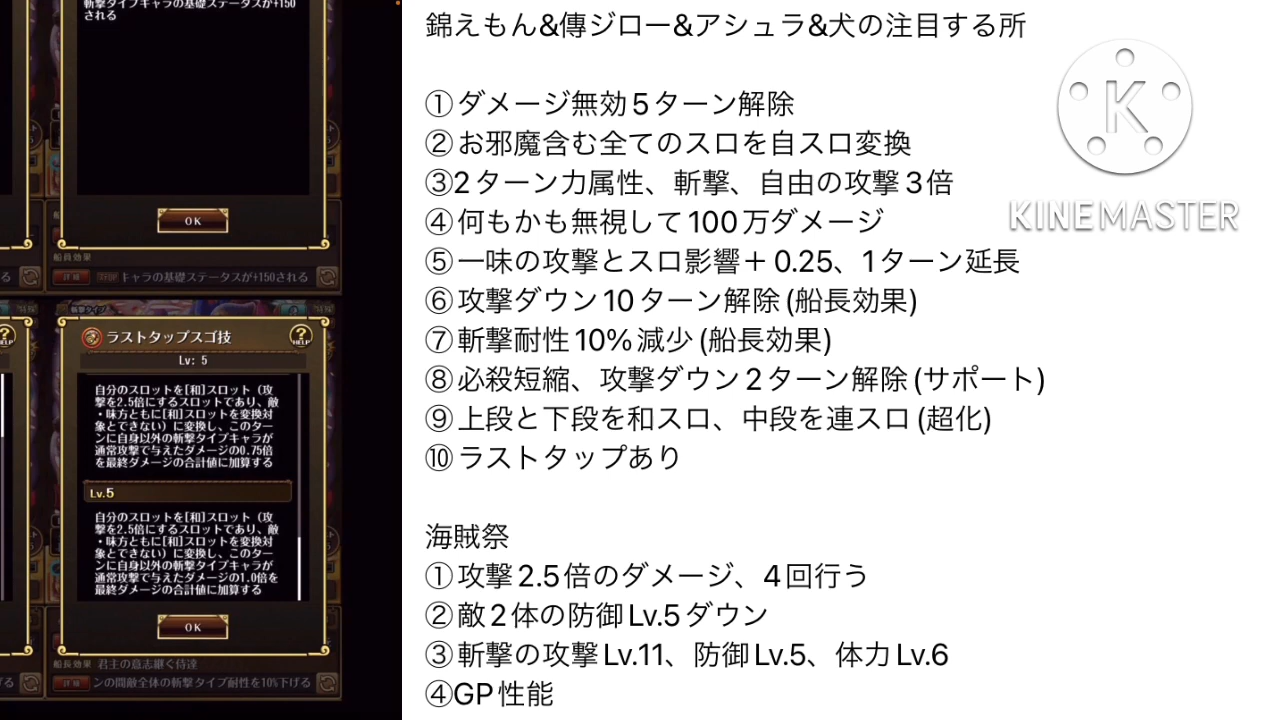 斬撃タイプキャラの基礎ステータスが+150
される
OK
船員効果
詳細 キャラの基礎ステータスが+150される
ラストタップスゴ技
HELP
Lv: 5
自分のスロットを[和]スロット（攻
撃を2.5倍にするスロットであり、敵
・味方ともに[和]スロットを変換対
象とできない）に変換し、このター
ンに自身以外の斬撃タイプキャラが
通常攻撃で与えたダメージの0.75倍
を最終ダメージの合計値に加算する
Lv.5
自分のスロットを[和]スロット（攻
撃を2.5倍にするスロットであり、敵
・味方ともに[和]スロットを変換対
象とできない）に変換し、このター
ンに自身以外の斬撃タイプキャラが
通常攻撃で与えたダメージの1.0倍を
最終ダメージの合計値に加算する
OK
船長効果 君主の意志継ぐ侍達
詳細 ンの間敵全体の斬撃タイプ耐性を10%下げる
錦えもん&傳ジロー&アシュラ&犬の注目する所
①ダメージ無効5ターン解除
②お邪魔含む全てのスロを自スロ変換
③2ターン力属性、斬撃、自由の攻撃3倍
④何もかも無視して100万ダメージ
⑤一味の攻撃とスロ影響＋0.25、1ターン延長
⑥攻撃ダウン10ターン解除(船長効果)
⑦斬撃耐性10%減少(船長効果)
⑧必殺短縮、攻撃ダウン2ターン解除(サポート)
⑨上段と下段を和スロ、中段を連スロ(超化)
⑩ラストタップあり
海賊祭
①攻撃2.5倍のダメージ、4回行う
②敵2体の防御Lv.5ダウン
③斬撃の攻撃Lv.11、防御Lv.5、体力Lv.6
④GP性能
K
KINEMASTER